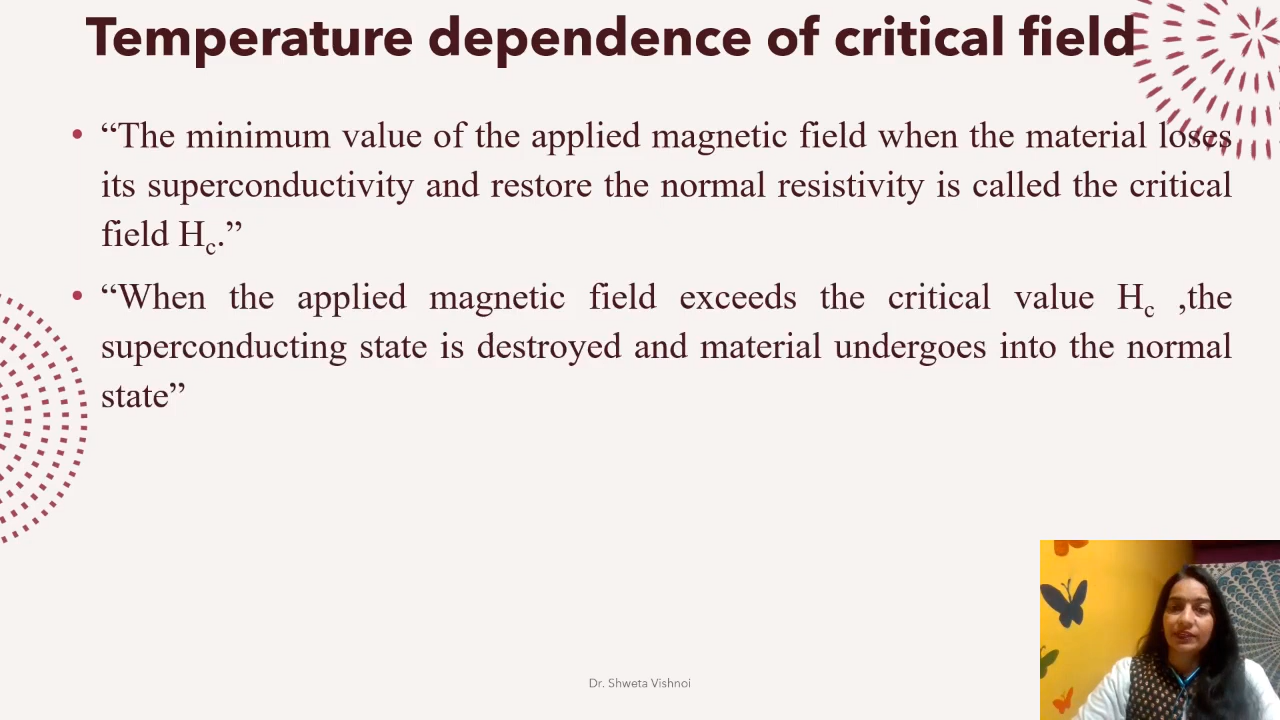 Temperature dependence of critical field
• “The minimum value of the applied magnetic field when the material loses
its superconductivity and restore the normal resistivity is called the critical
field Hc.”
• “When the applied magnetic field exceeds the critical value Hc ,the
superconducting state is destroyed and material undergoes into the normal
state”
Dr. Shweta Vishnoi